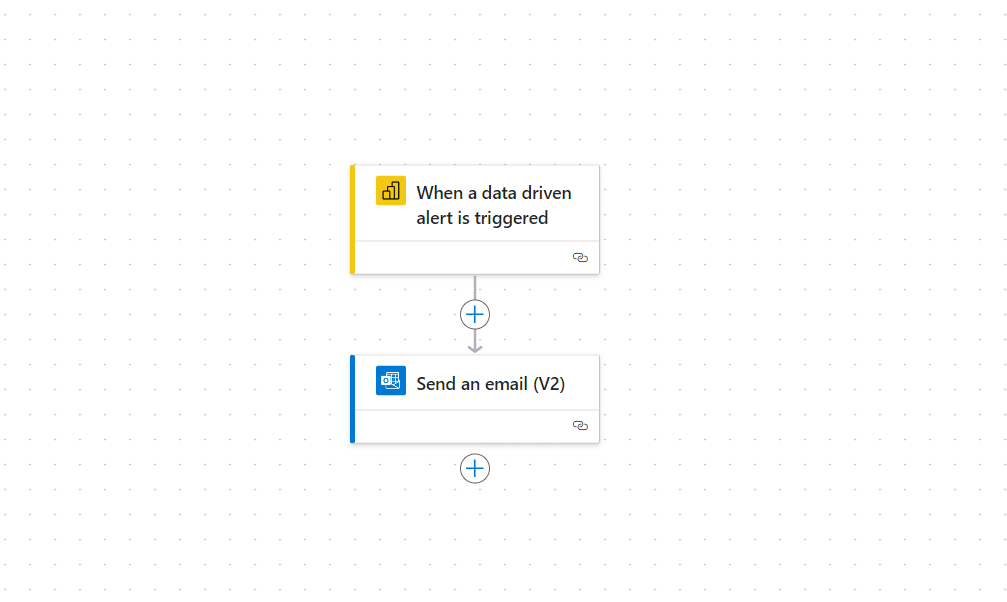 When a data driven
alert is triggered
Send an email (V2)